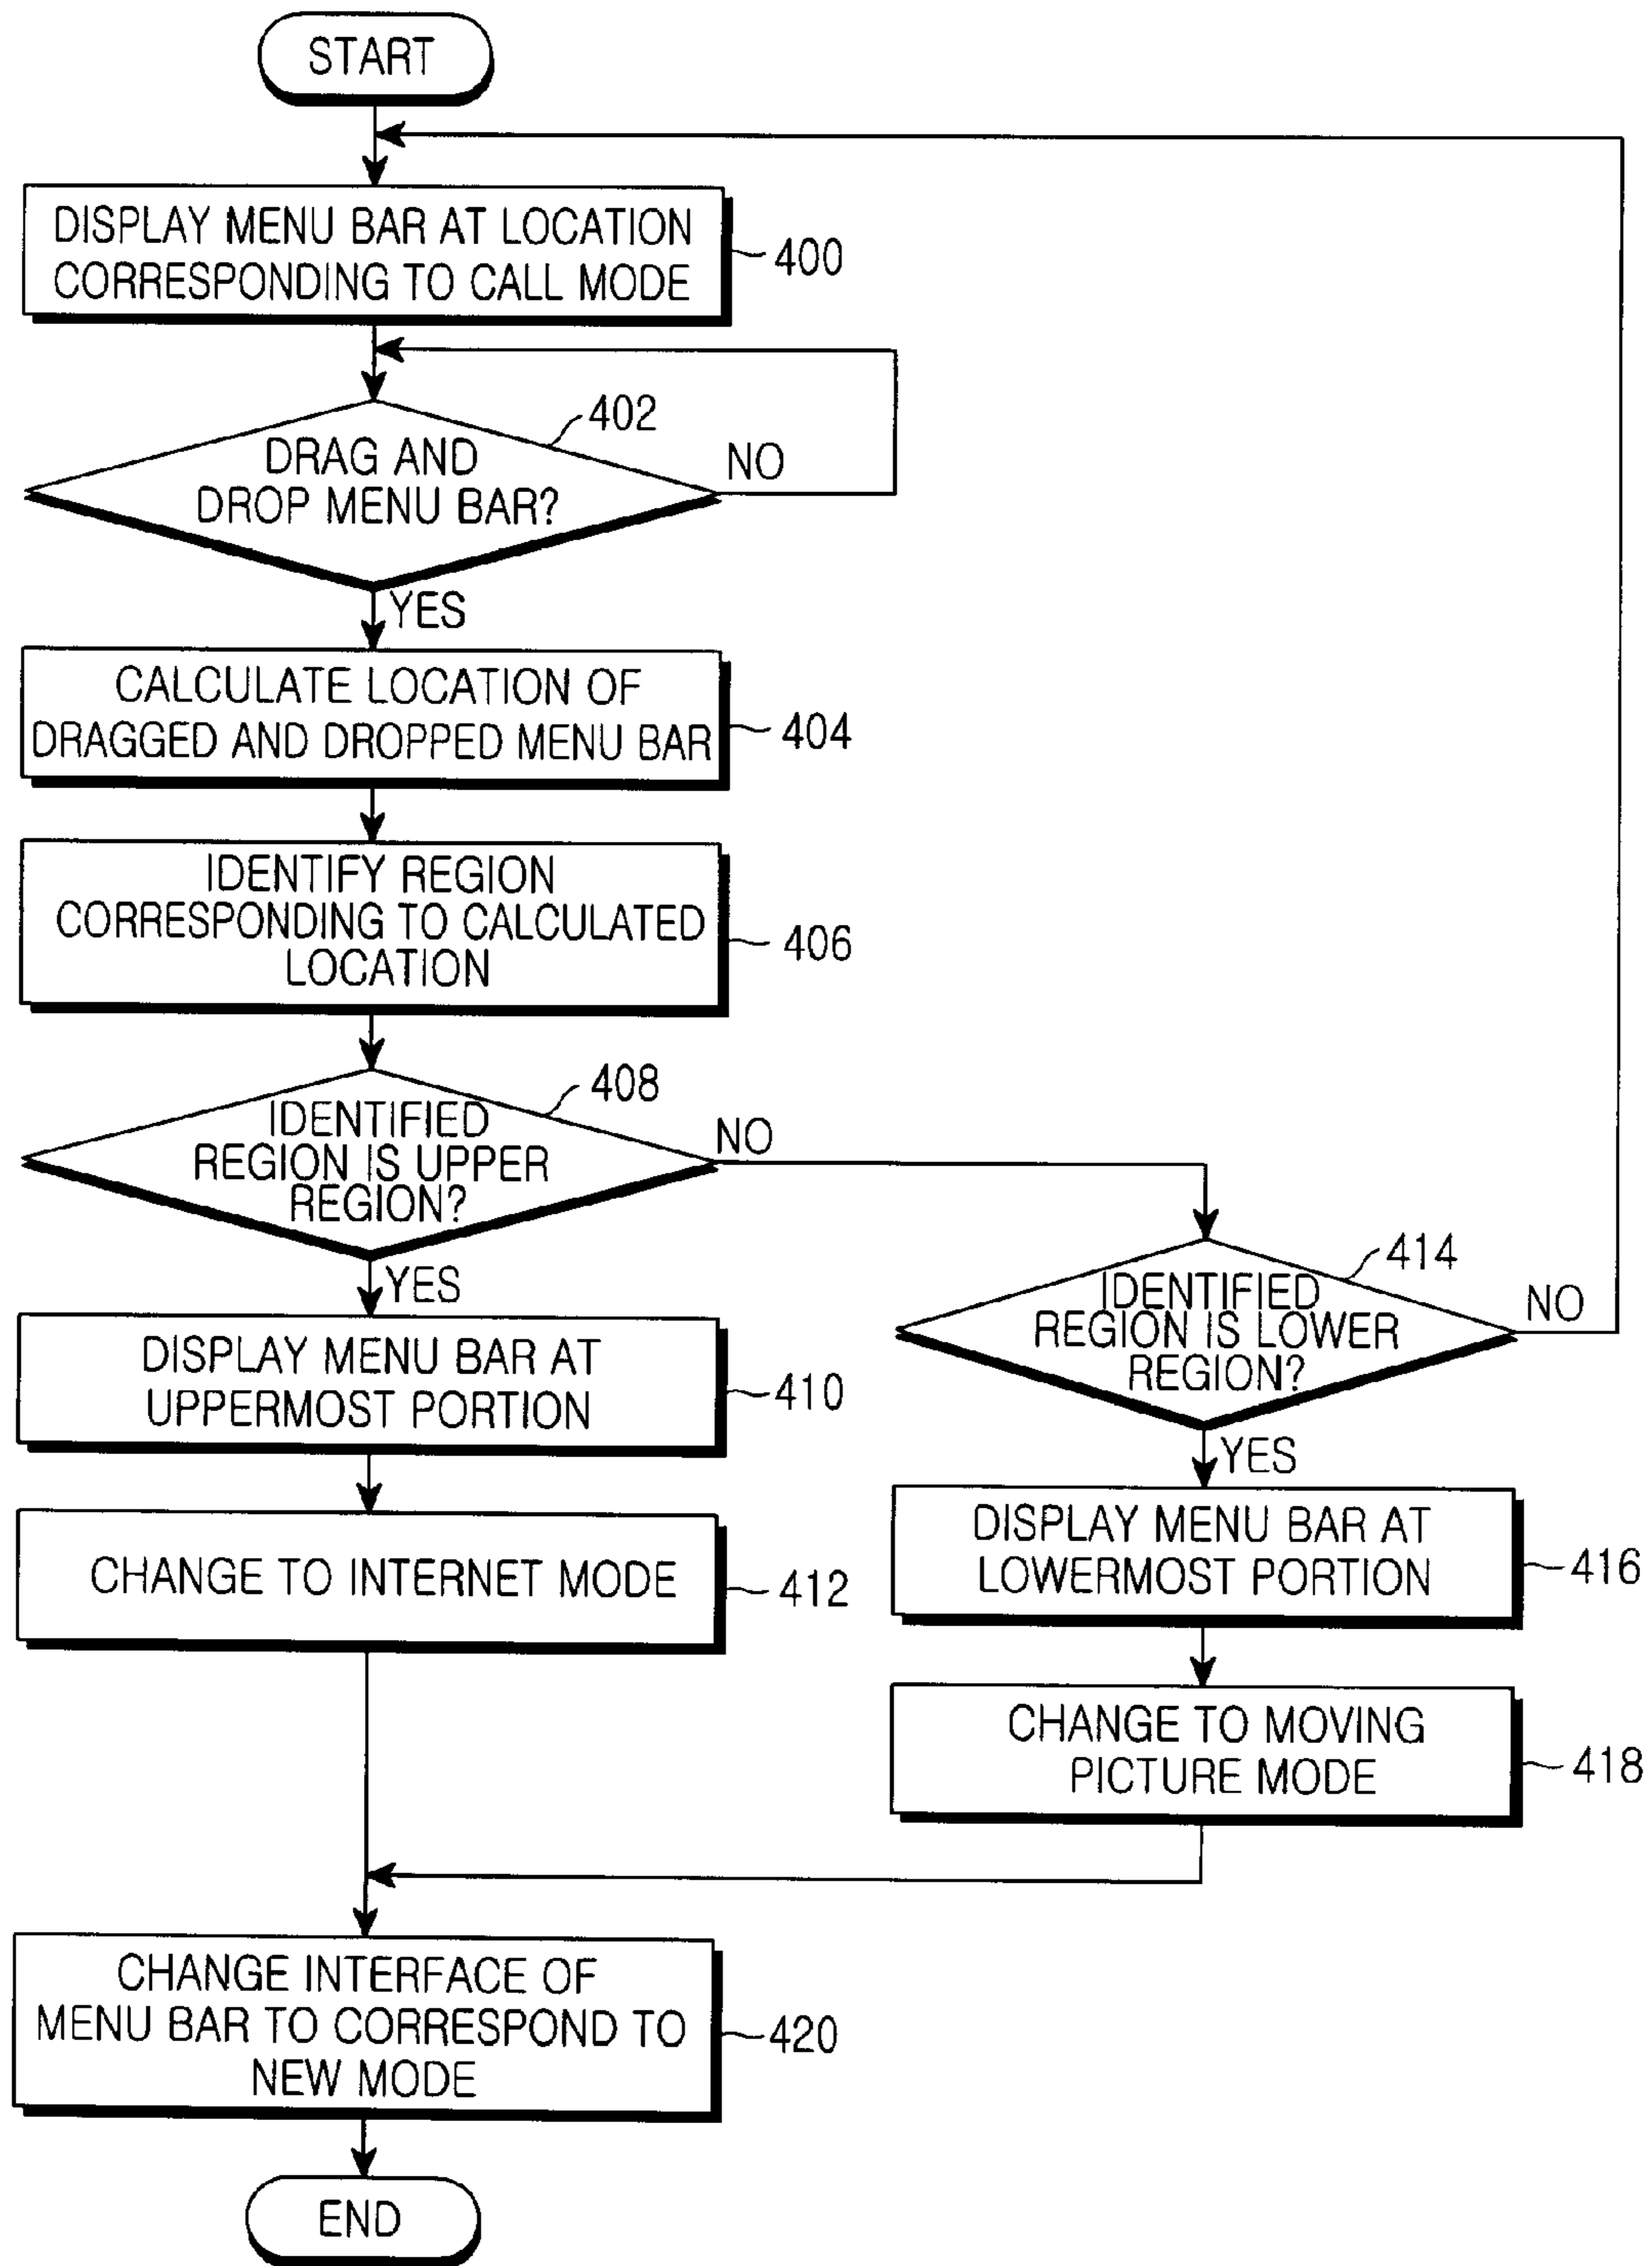 START
DISPLAY MENU BAR AT LOCATION
CORRESPONDING TO CALL MODE
400
402
DRAG AND
DROP MENU BAR?
NO
YES
CALCULATE LOCATION OF
DRAGGED AND DROPPED MENU BAR
404
IDENTIFY REGION
CORRESPONDING TO CALCULATED
LOCATION
406
408
IDENTIFIED
REGION IS UPPER
REGION?
NO
YES
414
IDENTIFIED
REGION IS LOWER
REGION?
NO
YES
DISPLAY MENU BAR AT
UPPERMOST PORTION
410
CHANGE TO INTERNET MODE
412
DISPLAY MENU BAR AT
LOWERMOST PORTION
416
CHANGE TO MOVING
PICTURE MODE
418
CHANGE INTERFACE OF
MENU BAR TO CORRESPOND TO
NEW MODE
420
END